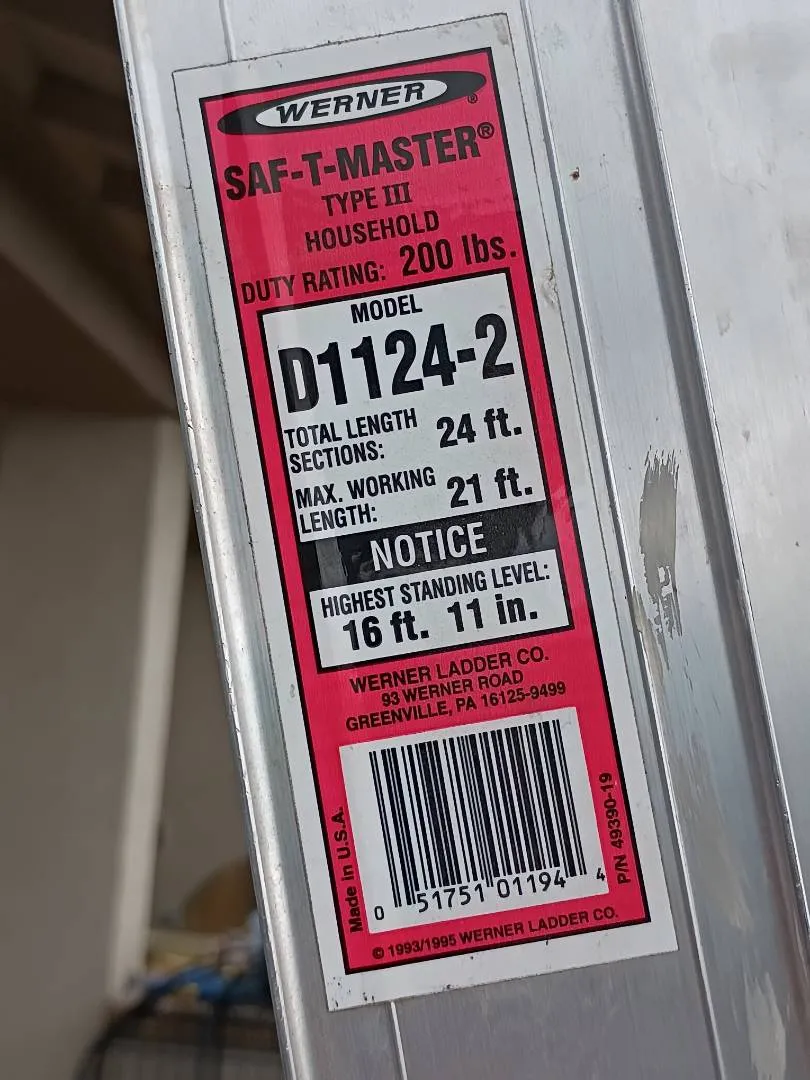 WERNER®
SAF-T-MASTER®
TYPE III
HOUSEHOLD
DUTY RATING: 200 lbs.
MODEL
D1124-2
TOTAL LENGTH
SECTIONS: 24 ft.
MAX. WORKING
LENGTH: 21 ft.
NOTICE
HIGHEST STANDING LEVEL:
16 ft. 11 in.
WERNER LADDER CO.
93 WERNER ROAD
GREENVILLE, PA 16125-9499
Made in U.S.A.
0 51751 01194 4
P/N 49390-19
© 1993/1995 WERNER LADDER CO.